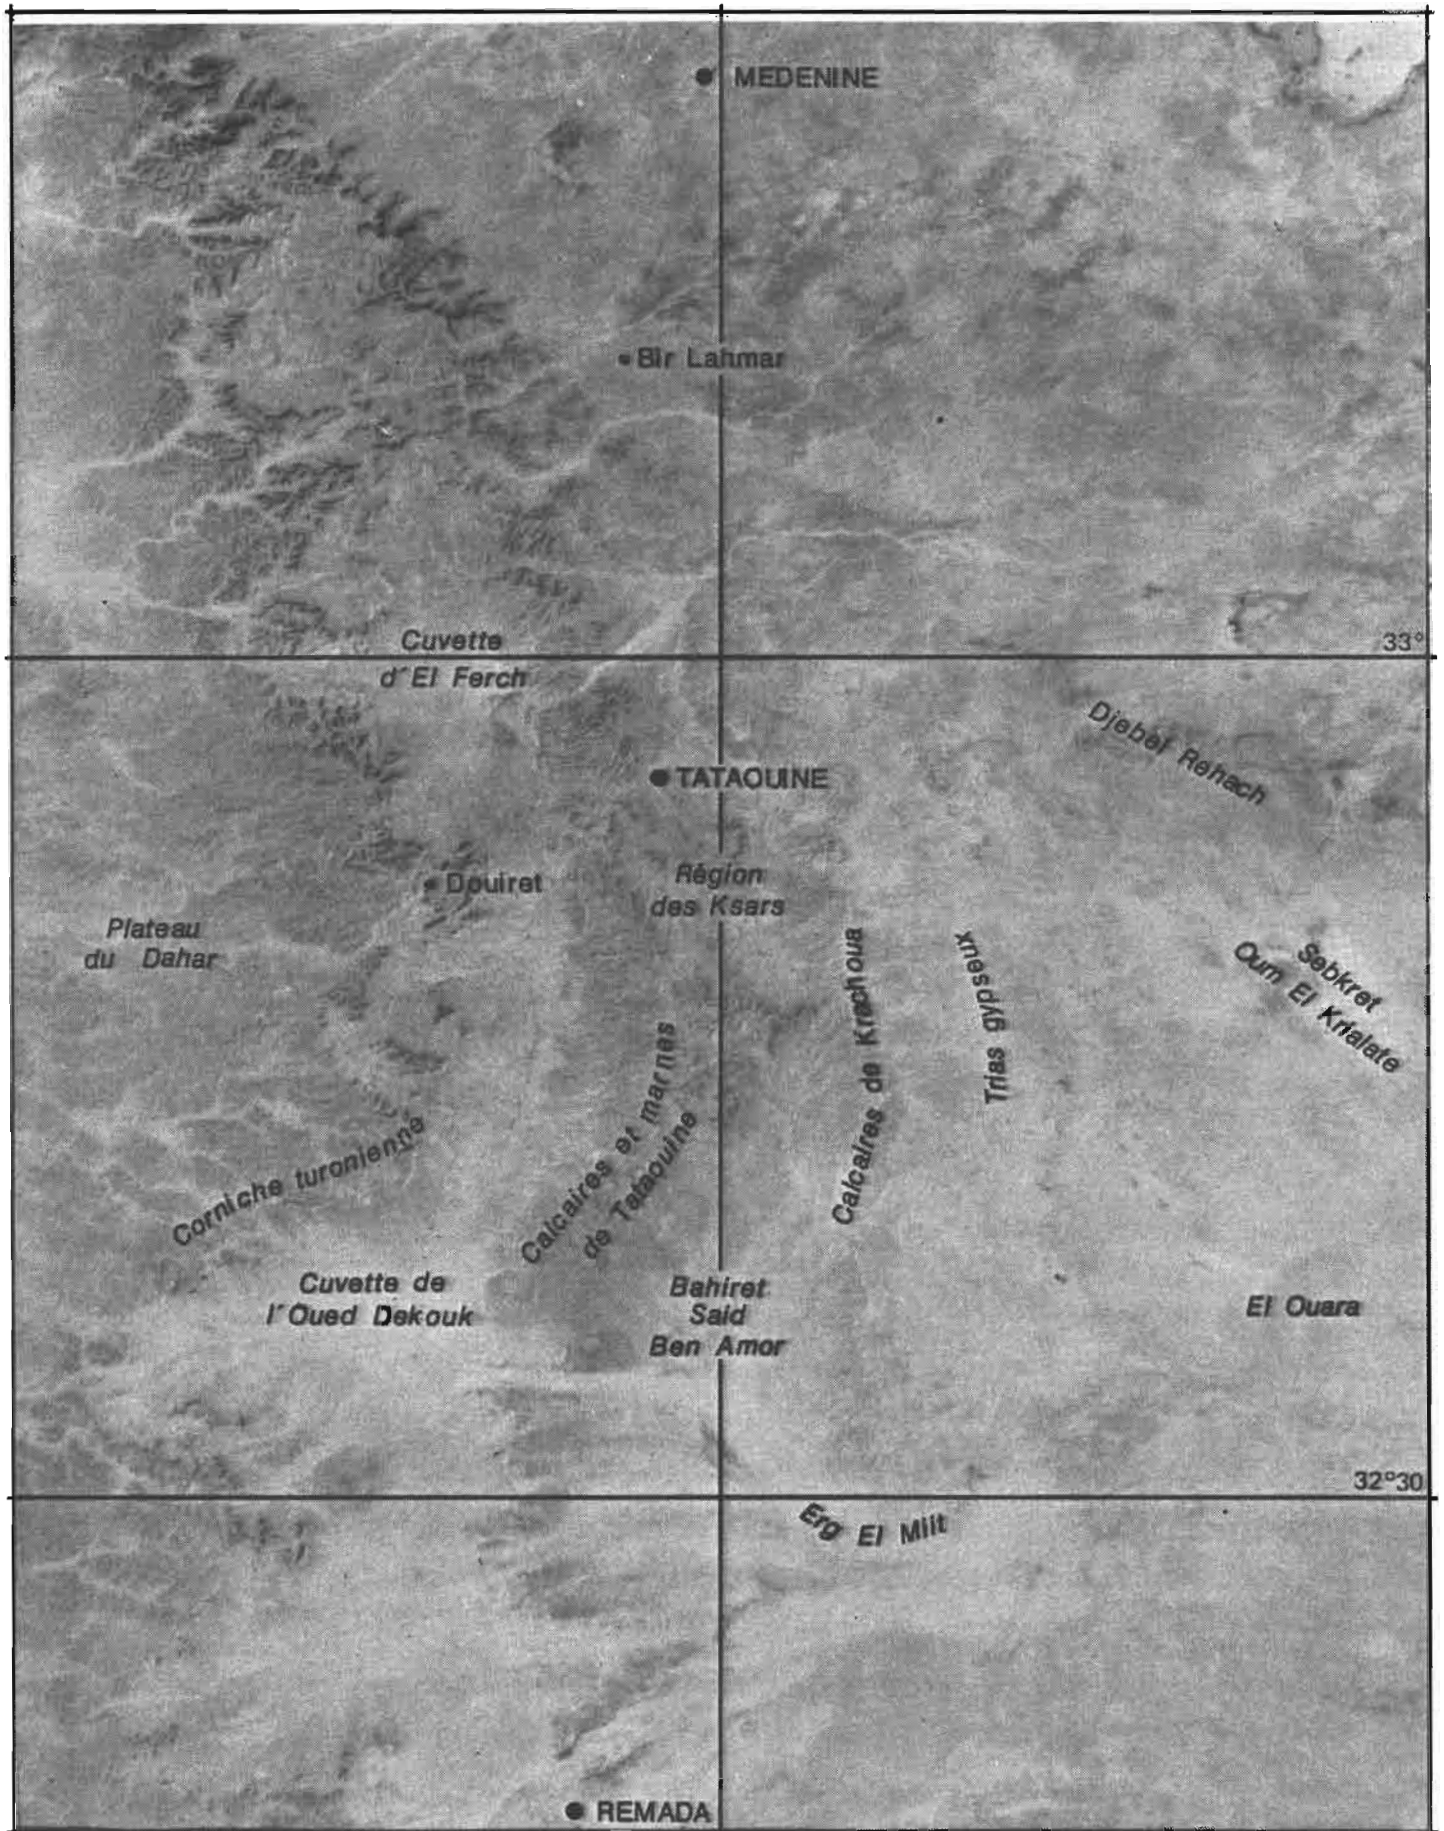 MEDENINE
Bir Lahmar
Cuvette
d'El Ferch
33°
Djebel Rehach
TATAOUINE
Région
des Ksars
Douiret
Plateau
du Dahar
Calcaires de Krachoua
Trias gypseux
Sebkret
Oum El Krialate
Calcaires et marnes
de Tataouine
Corniche turonienne
Cuvette de
l'Oued Dekouk
Bahiret
Said
Ben Amor
El Ouara
32°30
Erg El Miit
REMADA